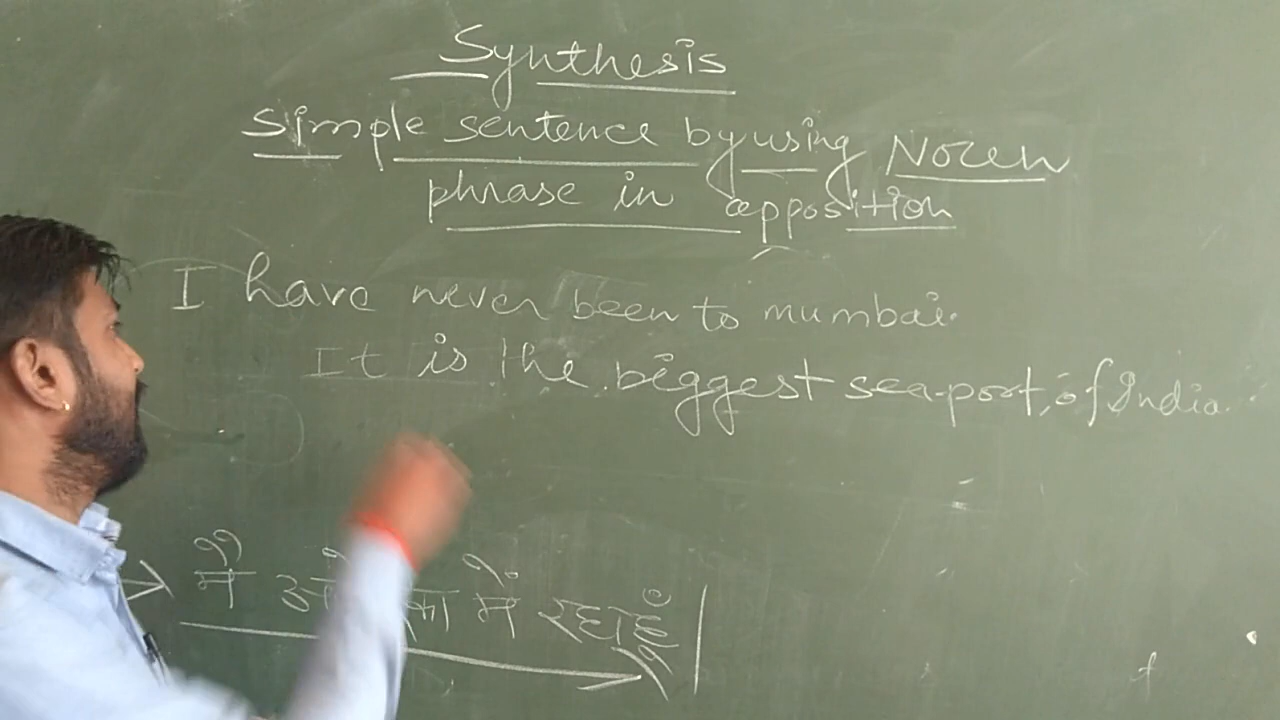 Synthesis
Simple sentence by using Noun
phrase in apposition
I have never been to mumbai.
It is the biggest sea-port, of India.
में रहा हूँ |